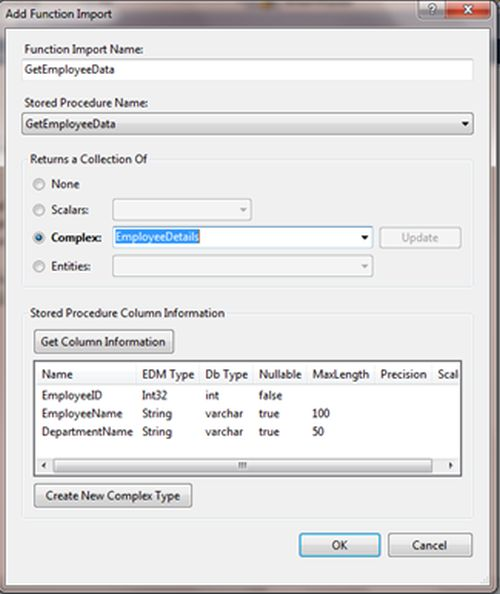 Add Function Import
Function Import Name:
GetEmployeeData
Stored Procedure Name:
GetEmployeeData
Returns a Collection Of
None
Scalars:
Complex: EmployeeDetails Update
Entities:
Stored Procedure Column Information
Get Column Information
Name EDM Type Db Type Nullable MaxLength Precision Scal
EmployeeID Int32 int false
EmployeeName String varchar true 100
DepartmentName String varchar true 50
Create New Complex Type
OK Cancel